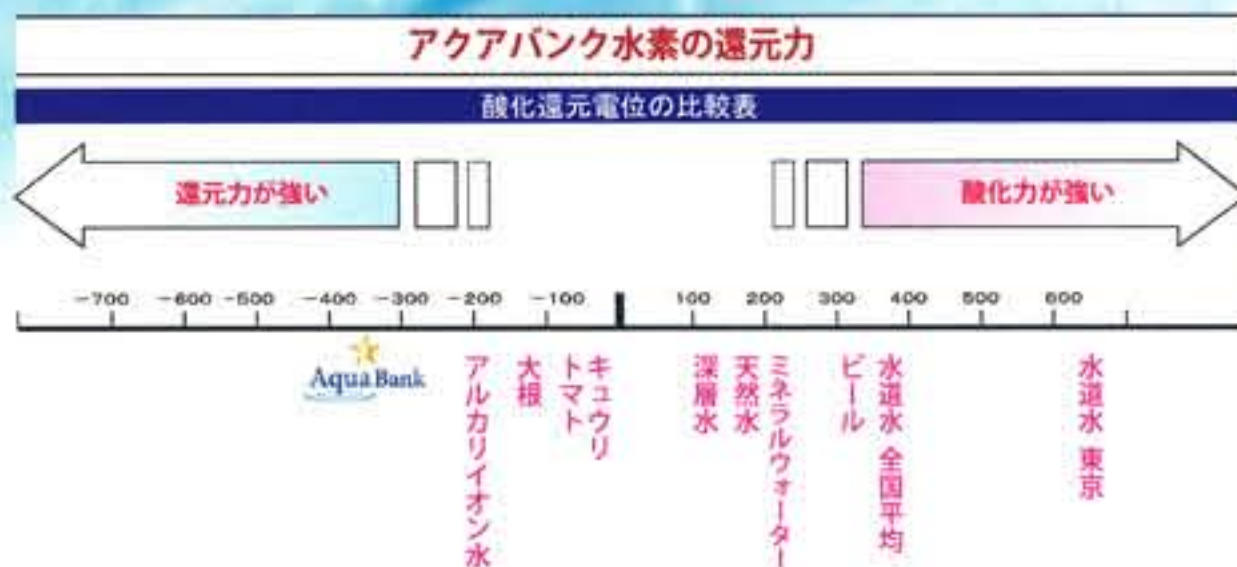 アクアバンク水素の還元力
酸化還元電位の比較表
還元力が強い
酸化力が強い
-700 -600 -500 -400 -300 -200 -100 100 200 300 400 500 600
Aqua Bank
アルカリイオン水
大根
トマト
キュウリ
深層水
天然水
ミネラルウォーター
ビール
水道水 全国平均
水道水 東京